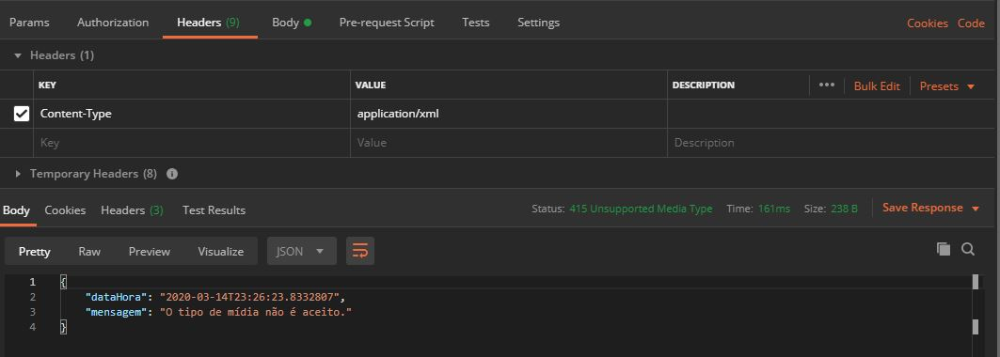 Params Authorization Headers (9) Body Pre-request Script Tests Settings Cookies Code
Headers (1)
KEY VALUE DESCRIPTION ••• Bulk Edit Presets
Content-Type application/xml
Key Value Description
Temporary Headers (8) i
Body Cookies Headers (3) Test Results Status: 415 Unsupported Media Type Time: 161ms Size: 238 B Save Response
Pretty Raw Preview Visualize JSON
1 {
2 "dataHora": "2020-03-14T23:26:23.8332807",
3 "mensagem": "O tipo de mídia não é aceito."
4 }